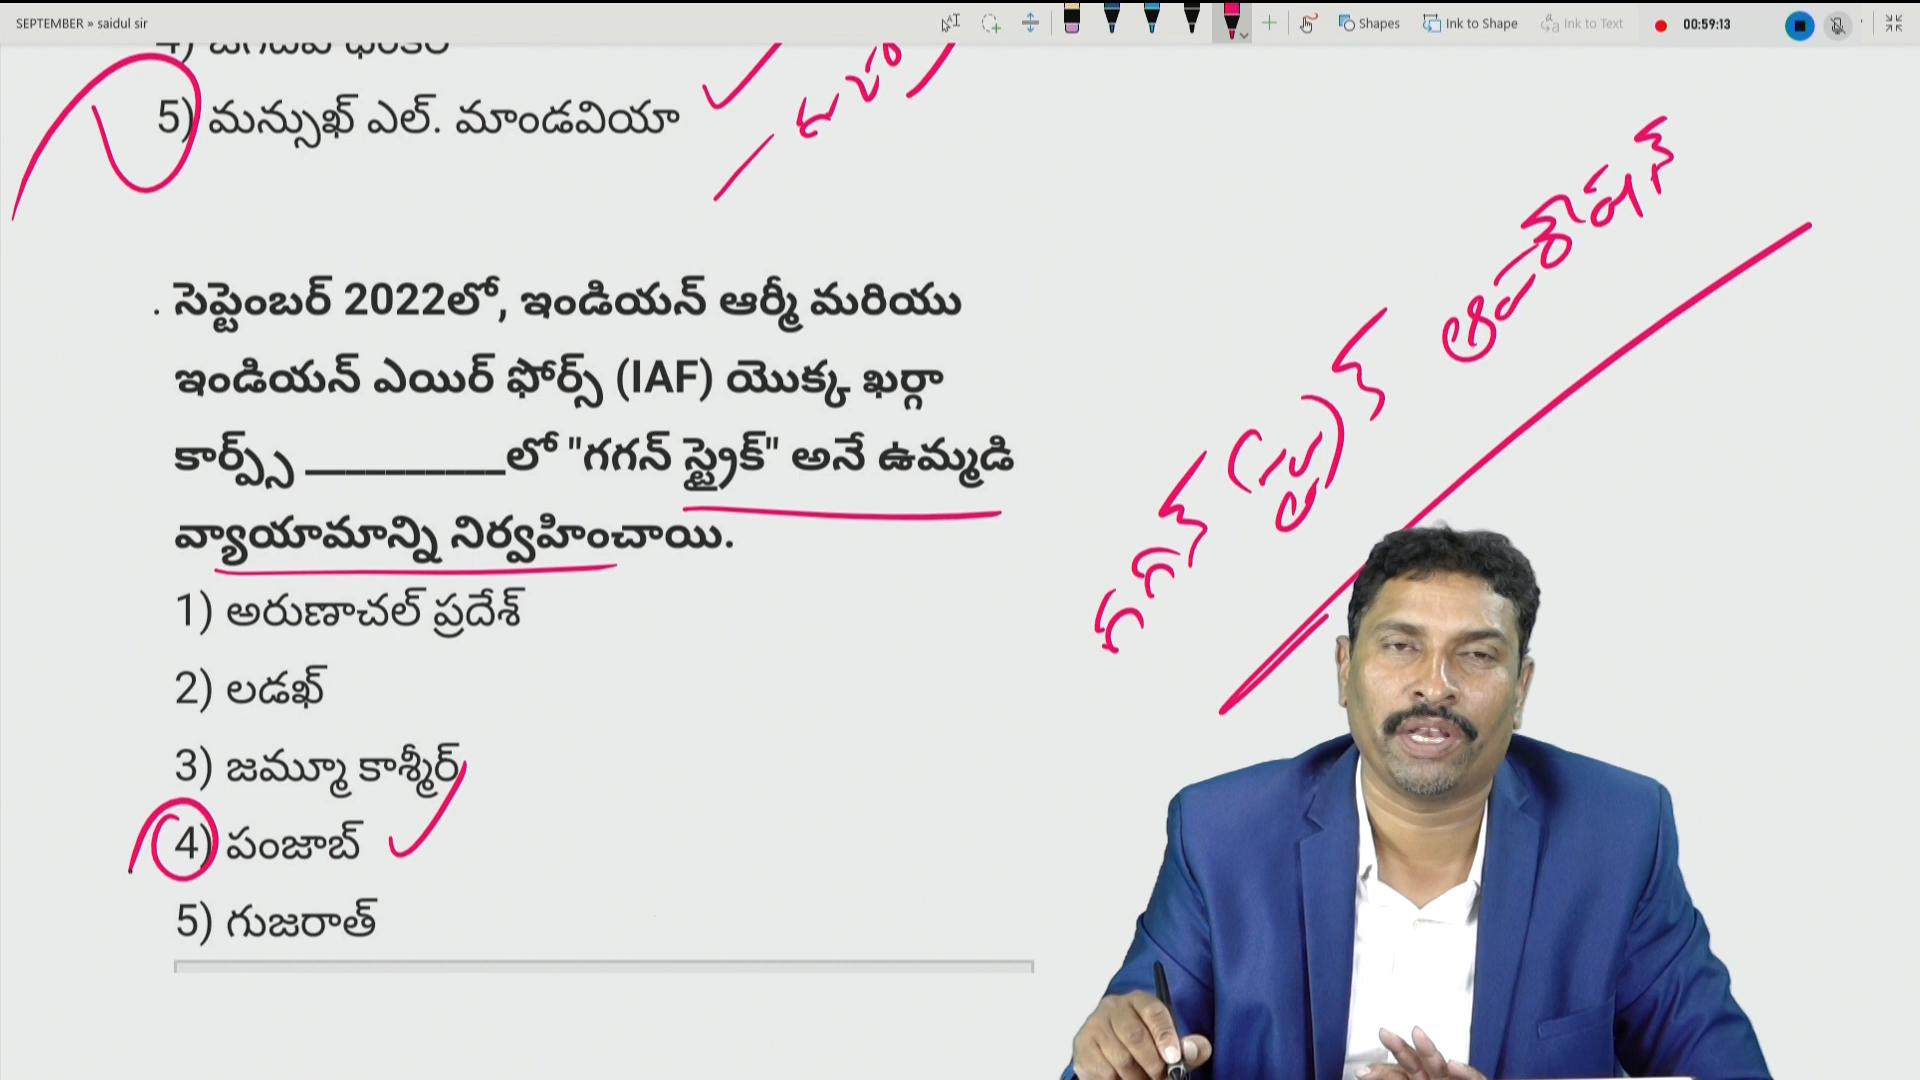 SEPTEMBER » saidul sir
Shapes
Ink to Shape
Ink to Text
00:59:13
5) మన్సుఖ్ ఎల్. మాండవియా
. సెప్టెంబర్ 2022లో, ఇండియన్ ఆర్మీ మరియు
ఇండియన్ ఎయిర్ ఫోర్స్ (IAF) యొక్క ఖర్గా
కార్ప్స్ __________లో "గగన్ స్ట్రైక్" అనే ఉమ్మడి
వ్యాయామాన్ని నిర్వహించాయి.
1) అరుణాచల్ ప్రదేశ్
2) లడఖ్
3) జమ్మూ కాశ్మీర్
4) పంజాబ్
5) గుజరాత్
గగన్